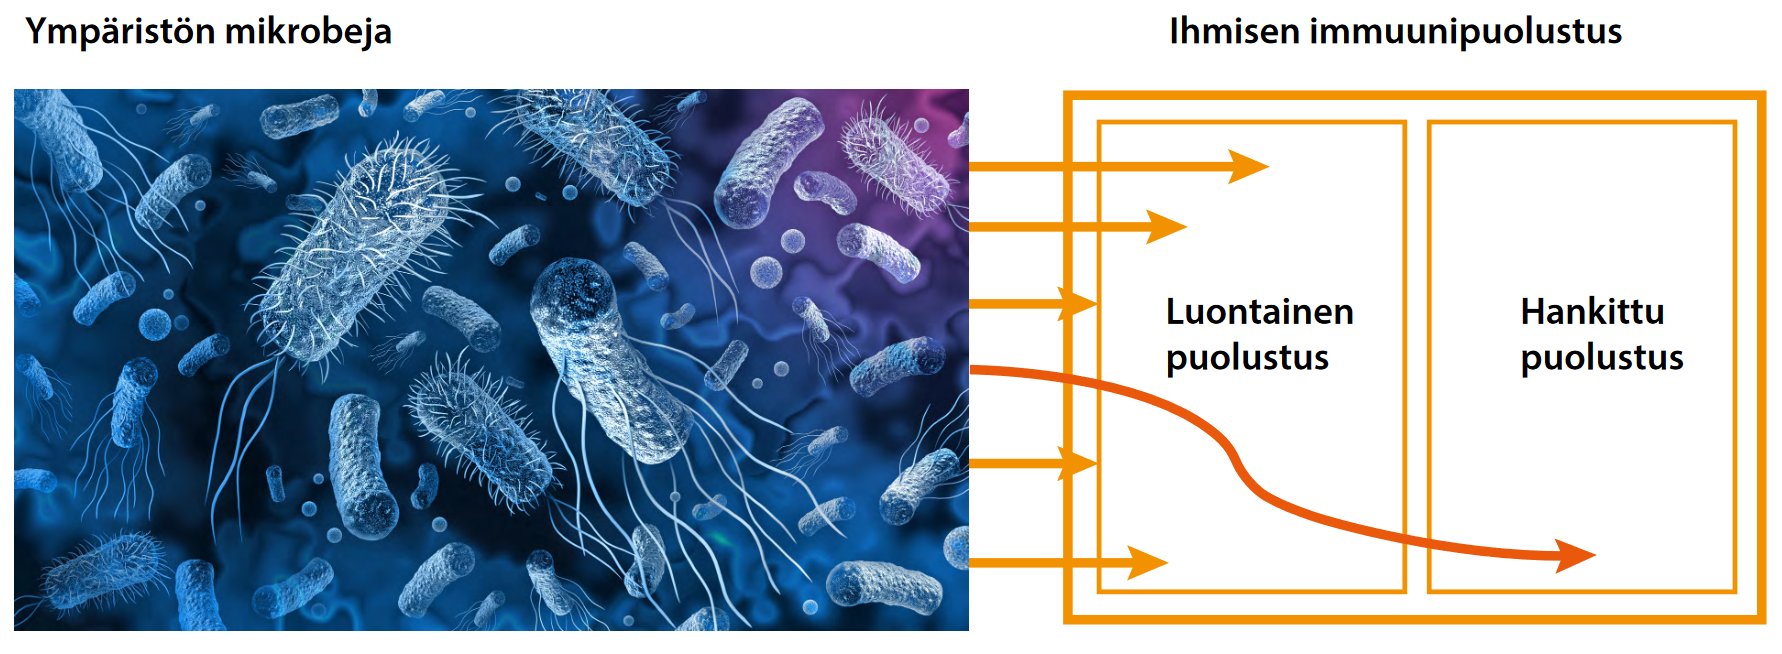 Ympäristön mikrobeja
Ihmisen immuunipuolustus
Luontainen
puolustus
Hankittu
puolustus